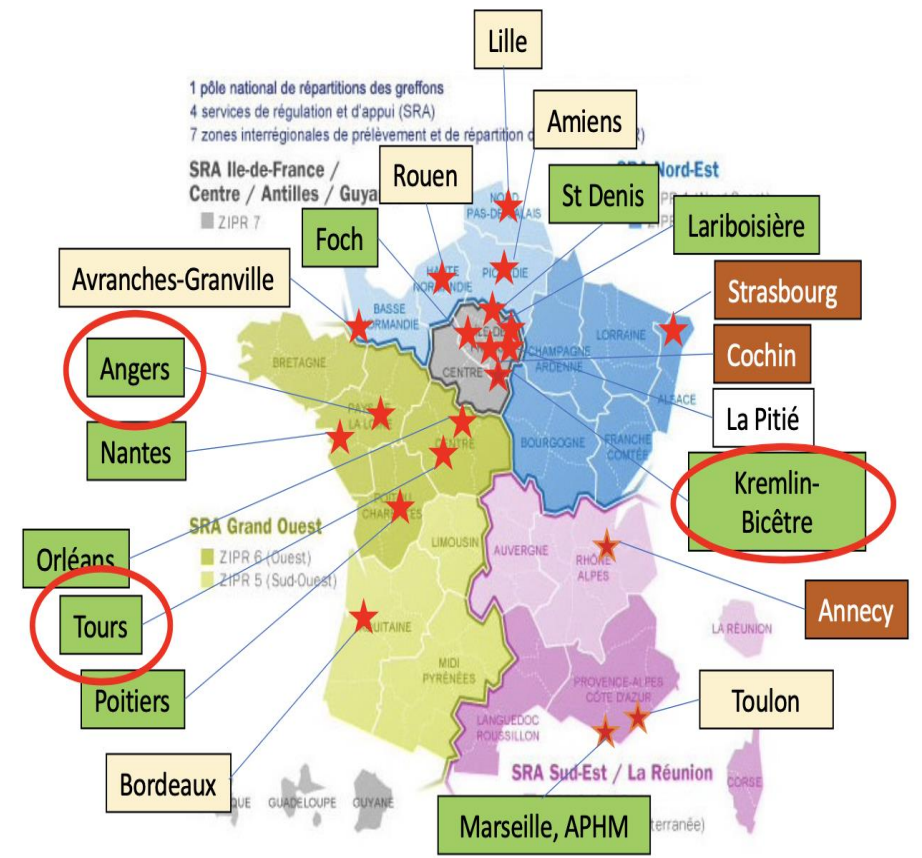 Lille
1 pôle national de répartitions des greffons
4 services de régulation et d'appui (SRA)
7 zones interrégionales de prélèvement et de répartition
Amiens
SRA Ile-de-France /
Centre / Antilles /
ZIPR 7
Rouen
SRA Nord-Est
St Denis
NORD
PAS-DE-CALAIS
Foch
Lariboisière
Avranches-Granville
HAUTE
NORMANDIE
PICARDIE
Strasbourg
BASSE
NORMANDIE
LORRAINE
Cochin
BRETAGNE
CHAMPAGNE
ARDENNE
Angers
CENTRE
ALSACE
La Pitié
PAYS DE
LA LOIRE
Nantes
CENTRE
BOURGOGNE
FRANCHE
COMTÉ
Kremlin-
Bicêtre
POITOU
CHARENTES
SRA Grand Ouest
ZIPR 6 (Ouest)
ZIPR 5 (Sud-Ouest)
LIMOUSIN
AUVERGNE
RHÔNE
ALPES
Orléans
Annecy
Tours
AQUITAINE
LA RÉUNION
MIDI
PYRÉNÉES
PROVENCE-ALPES
CÔTE D'AZUR
Poitiers
Toulon
LANGUEDOC
ROUSSILLON
Bordeaux
SRA Sud-Est / La Réunion
CORSE
QUE
GUADELOUPE
GUYANE
Marseille, APHM
terranée)